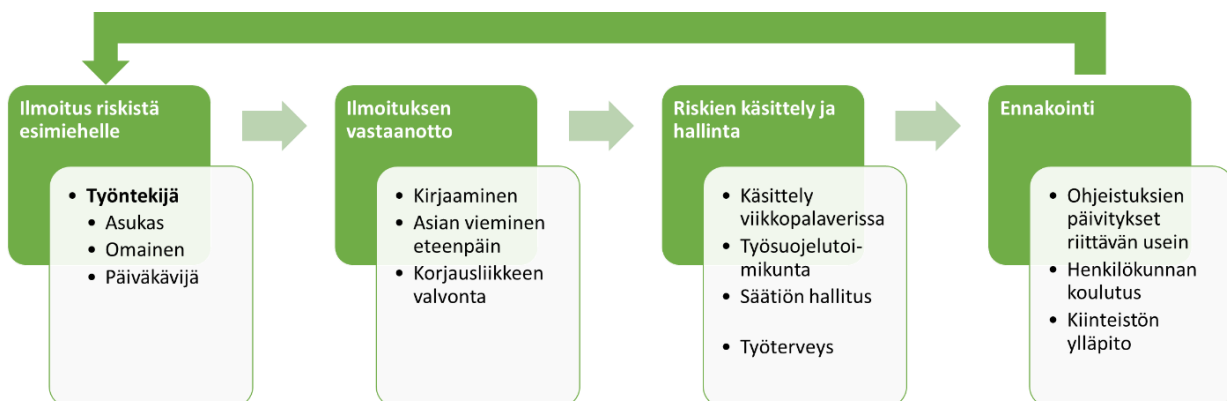 Ilmoitus riskistä
esimiehelle
• Työntekijä
• Asukas
• Omainen
• Päiväkävijä
Ilmoituksen
vastaanotto
• Kirjaaminen
• Asian vieminen
eteenpäin
• Korjausliikkeen
valvonta
Riskien käsittely ja
hallinta
• Käsittely
viikkopalaverissa
• Työsuojelutoi-
mikunta
• Säätiön hallitus
• Työterveys
Ennakointi
• Ohjeistuksien
päivitykset
riittävän usein
• Henkilökunnan
koulutus
• Kiinteistön
ylläpito